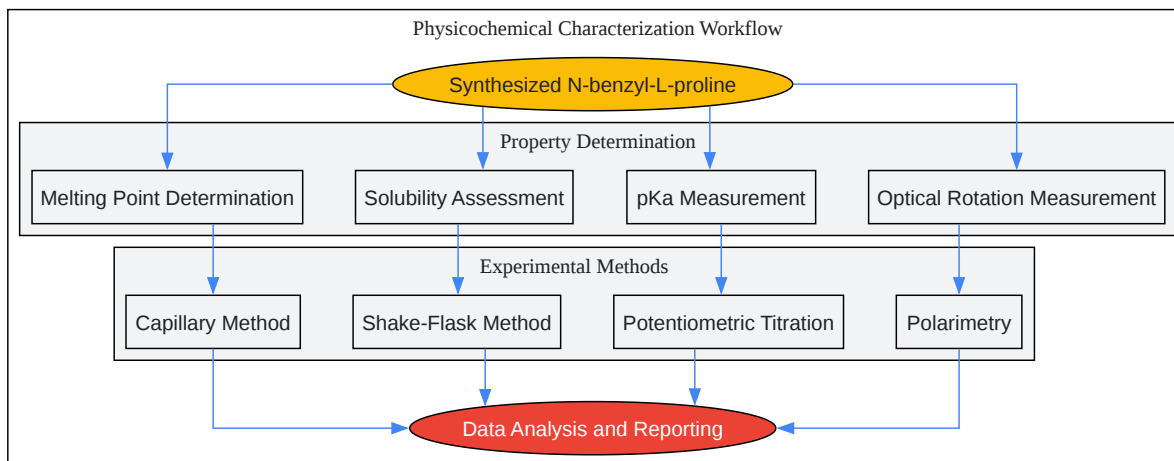 Physicochemical Characterization Workflow
Synthesized N-benzyl-L-proline
Property Determination
Melting Point Determination
Solubility Assessment
pKa Measurement
Optical Rotation Measurement
Experimental Methods
Capillary Method
Shake-Flask Method
Potentiometric Titration
Polarimetry
Data Analysis and Reporting